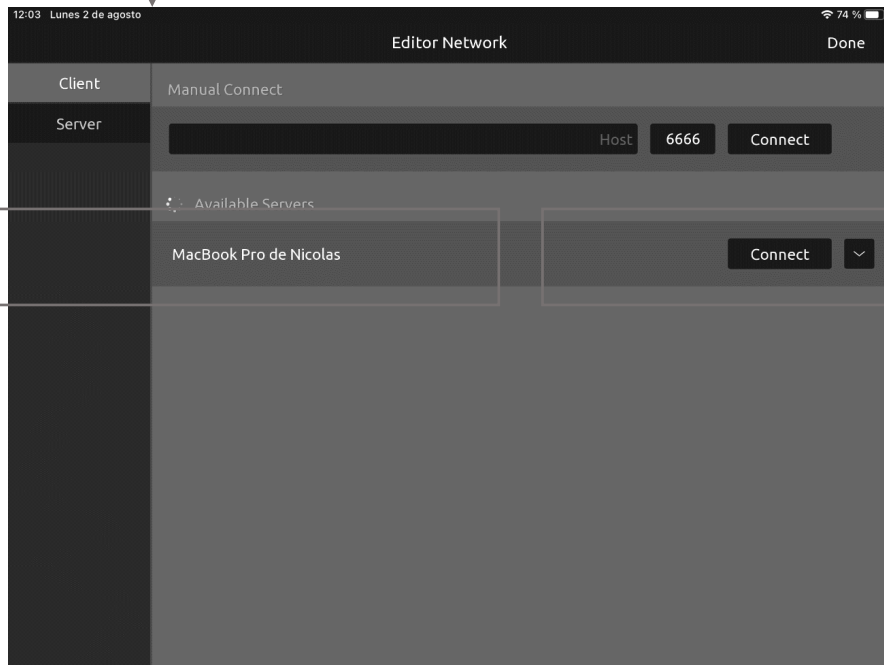 12:03 Lunes 2 de agosto 74 %
Editor Network Done
Client
Server
Manual Connect
Host 6666 Connect
Available Servers
MacBook Pro de Nicolas Connect